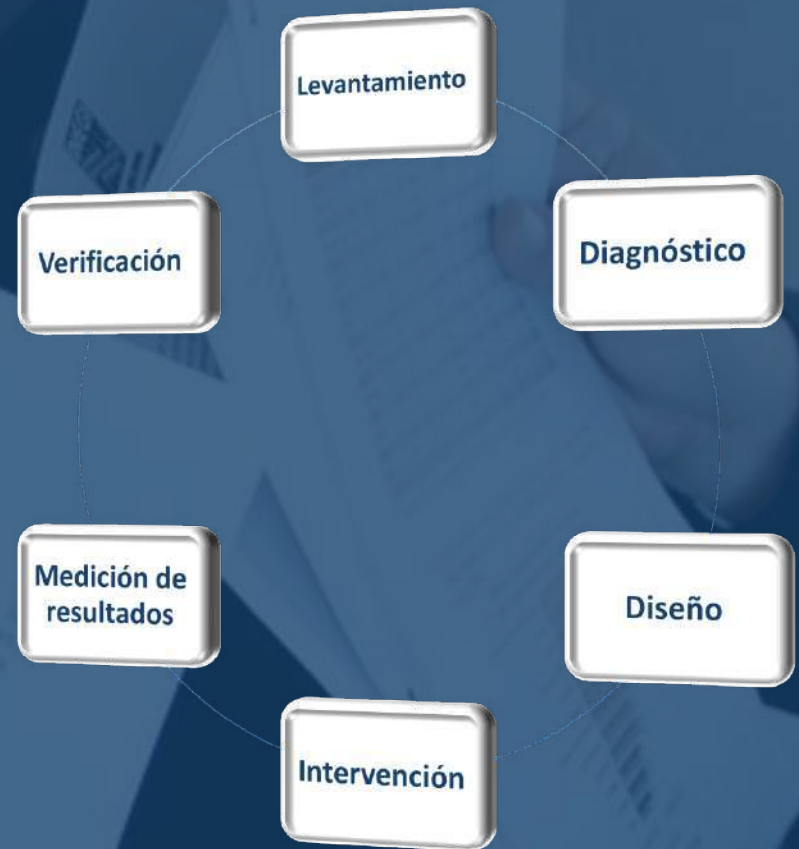 Levantamiento
Diagnóstico
Diseño
Intervención
Medición de
resultados
Verificación